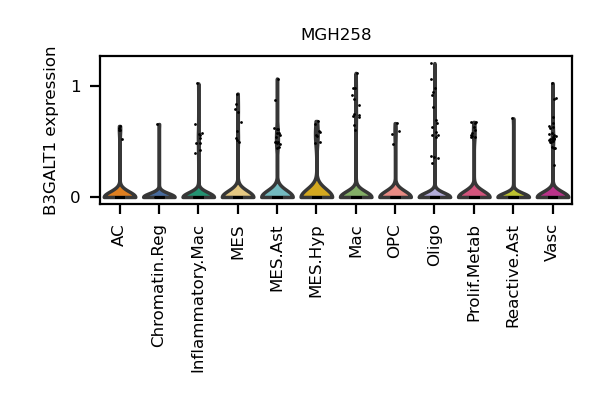 MGH258
B3GALT1 expression
1
0
AC
Chromatin.Reg
Inflammatory.Mac
MES
MES.Ast
MES.Hyp
Mac
OPC
Oligo
Prolif.Metab
Reactive.Ast
Vasc